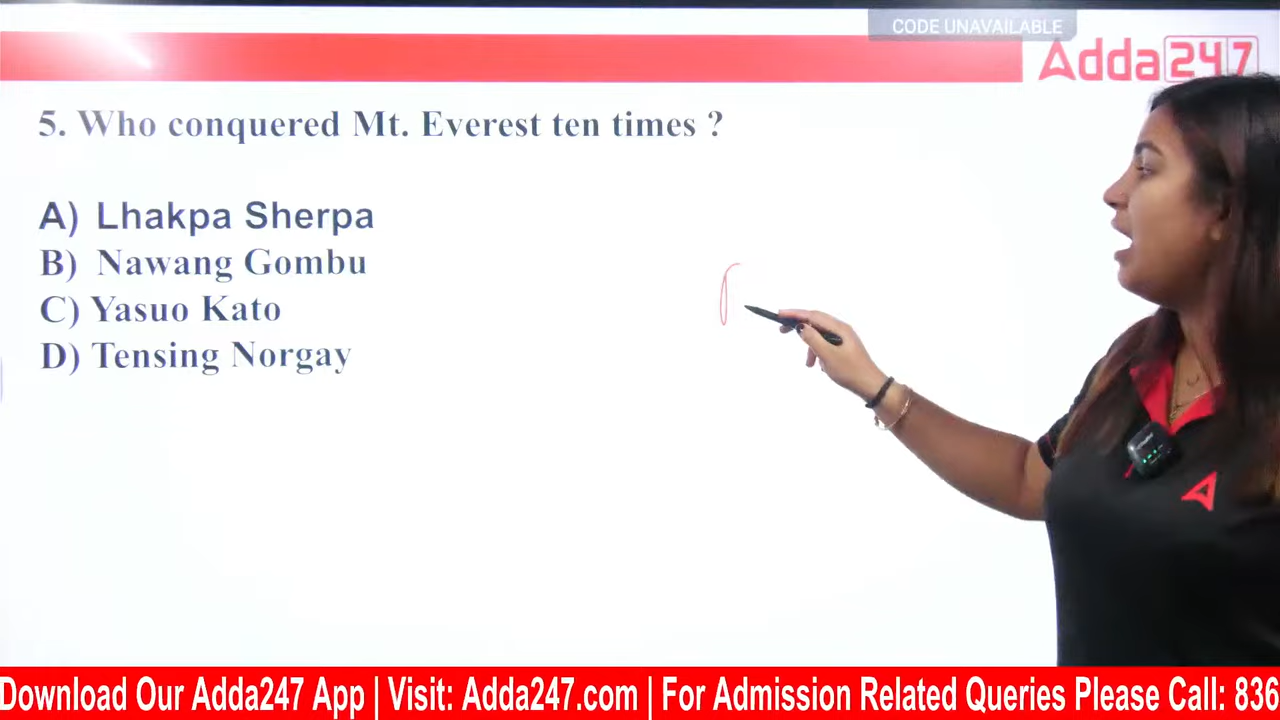 CODE UNAVAILABLE
Adda247
5. Who conquered Mt. Everest ten times ?
A) Lhakpa Sherpa
B) Nawang Gombu
C) Yasuo Kato
D) Tensing Norgay
Download Our Adda247 App | Visit: Adda247.com | For Admission Related Queries Please Call: 836